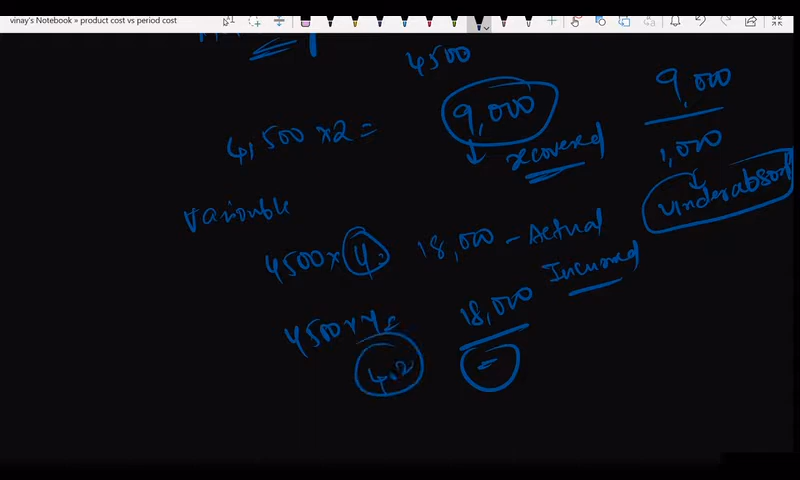 vinay's Notebook » product cost vs period cost
4500
9,000
9,000
4,500 x2 =
recovered
1,000
underabsorb
variable
4500 x 4 =
18,000 - Actual
Incurred
4500 x 4 =
18,000
4.2
-